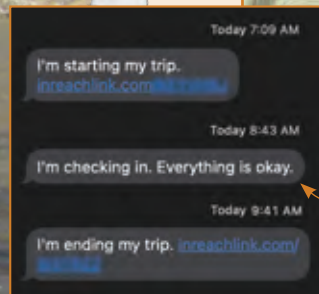 Today 7:09 AM
I'm starting my trip.
inreachlink.com
Today 8:43 AM
I'm checking in. Everything is okay.
Today 9:41 AM
I'm ending my trip. inreachlink.com/